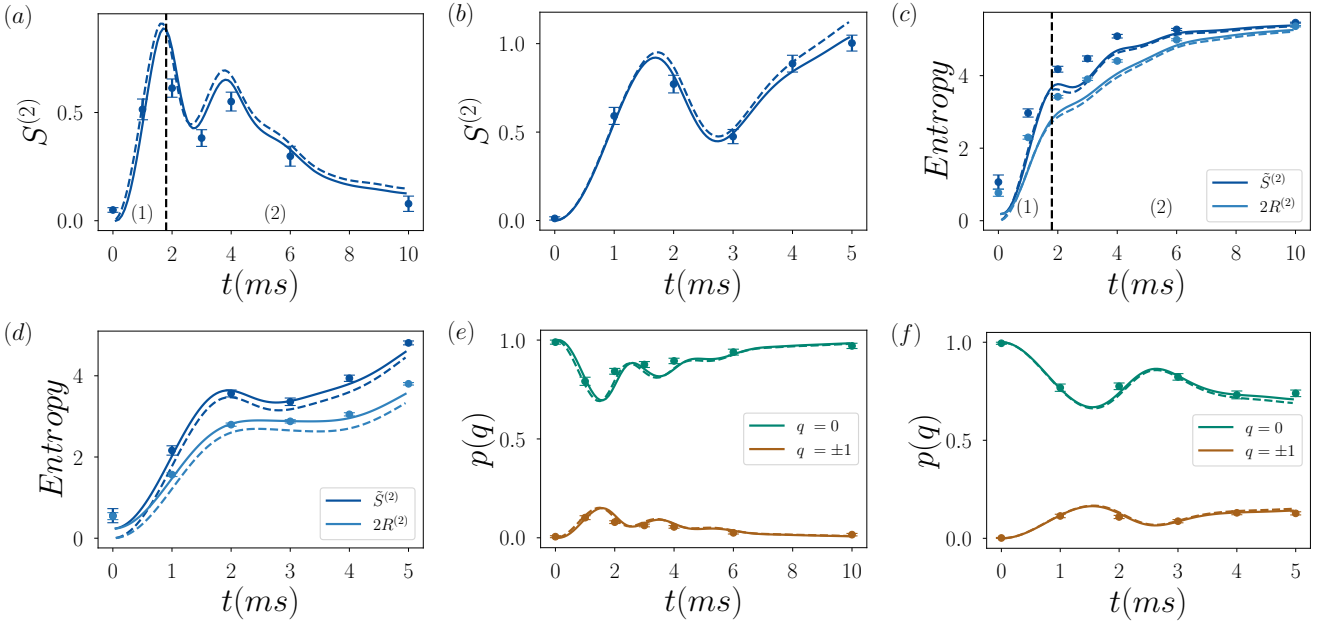 (a)
S^{(2)}
0.5
0.0
(1)
(2)
0 2 4 6 8 10
t(ms)
(b)
S^{(2)}
1.0
0.5
0.0
0 1 2 3 4 5
t(ms)
(c)
Entropy
4
2
0
(1)
(2)
S̃^{(2)}
2R^{(2)}
0 2 4 6 8 10
t(ms)
(d)
Entropy
4
2
0
S̃^{(2)}
2R^{(2)}
0 1 2 3 4 5
t(ms)
(e)
p(q)
1.0
0.5
0.0
q = 0
q = ±1
0 2 4 6 8 10
t(ms)
(f)
p(q)
1.0
0.5
0.0
q = 0
q = ±1
0 1 2 3 4 5
t(ms)